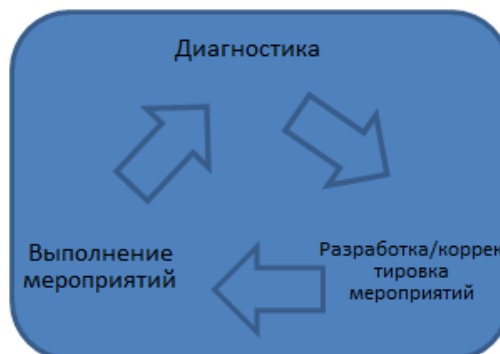 Диагностика
Выполнение
мероприятий
Разработка/коррек
тировка
мероприятий